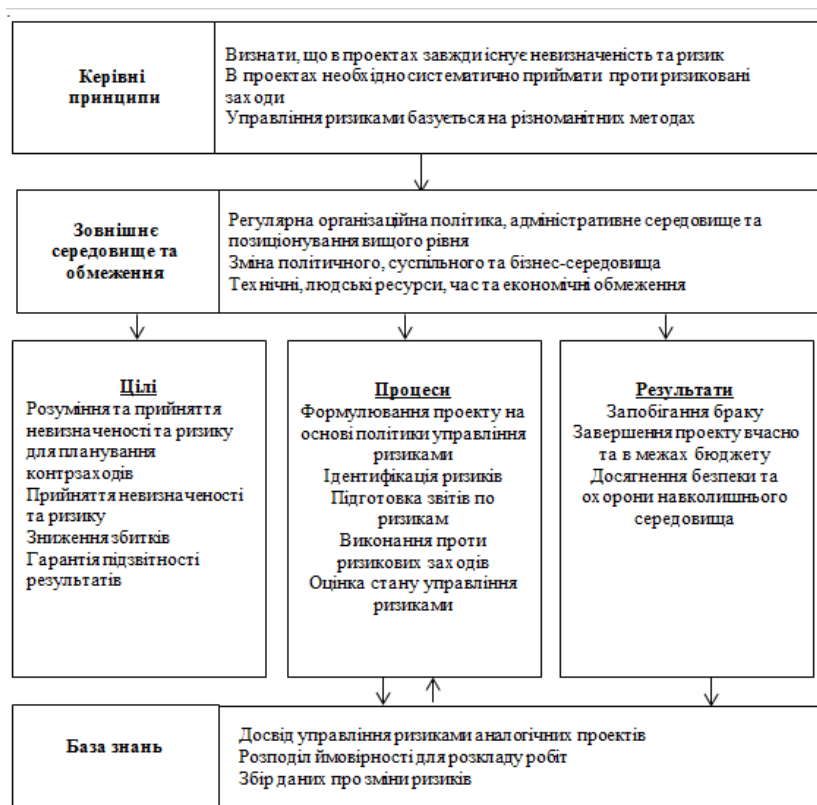 Керівні
принципи
Визнати, що в проектах завжди існує невизначеність та ризик
В проектах необхідно систематично приймати проти ризиковані
заходи
Управління ризиками базується на різноманітних методах
Зовнішнє
середовище та
обмеження
Регулярна організаційна політика, адміністративне середовище та
позиціонування вищого рівня
Зміна політичного, суспільного та бізнес-середовища
Технічні, людські ресурси, час та економічні обмеження
Цілі
Розуміння та прийняття
невизначеності та ризику
для планування
контрзаходів
Прийняття невизначеності
та ризику
Зниження збитків
Гарантія підзвітності
результатів
Процеси
Формулювання проекту на
основі політики управління
ризиками
Ідентифікація ризиків
Підготовка звітів по
ризикам
Виконання проти
ризикових заходів
Оцінка стану управління
ризиками
Результати
Запобігання браку
Завершення проекту вчасно
та в межах бюджету
Досягнення безпеки та
охорони навколишнього
середовища
База знань
Досвід управління ризиками аналогічних проектів
Розподіл ймовірності для розкладу робіт
Збір даних про зміни ризиків